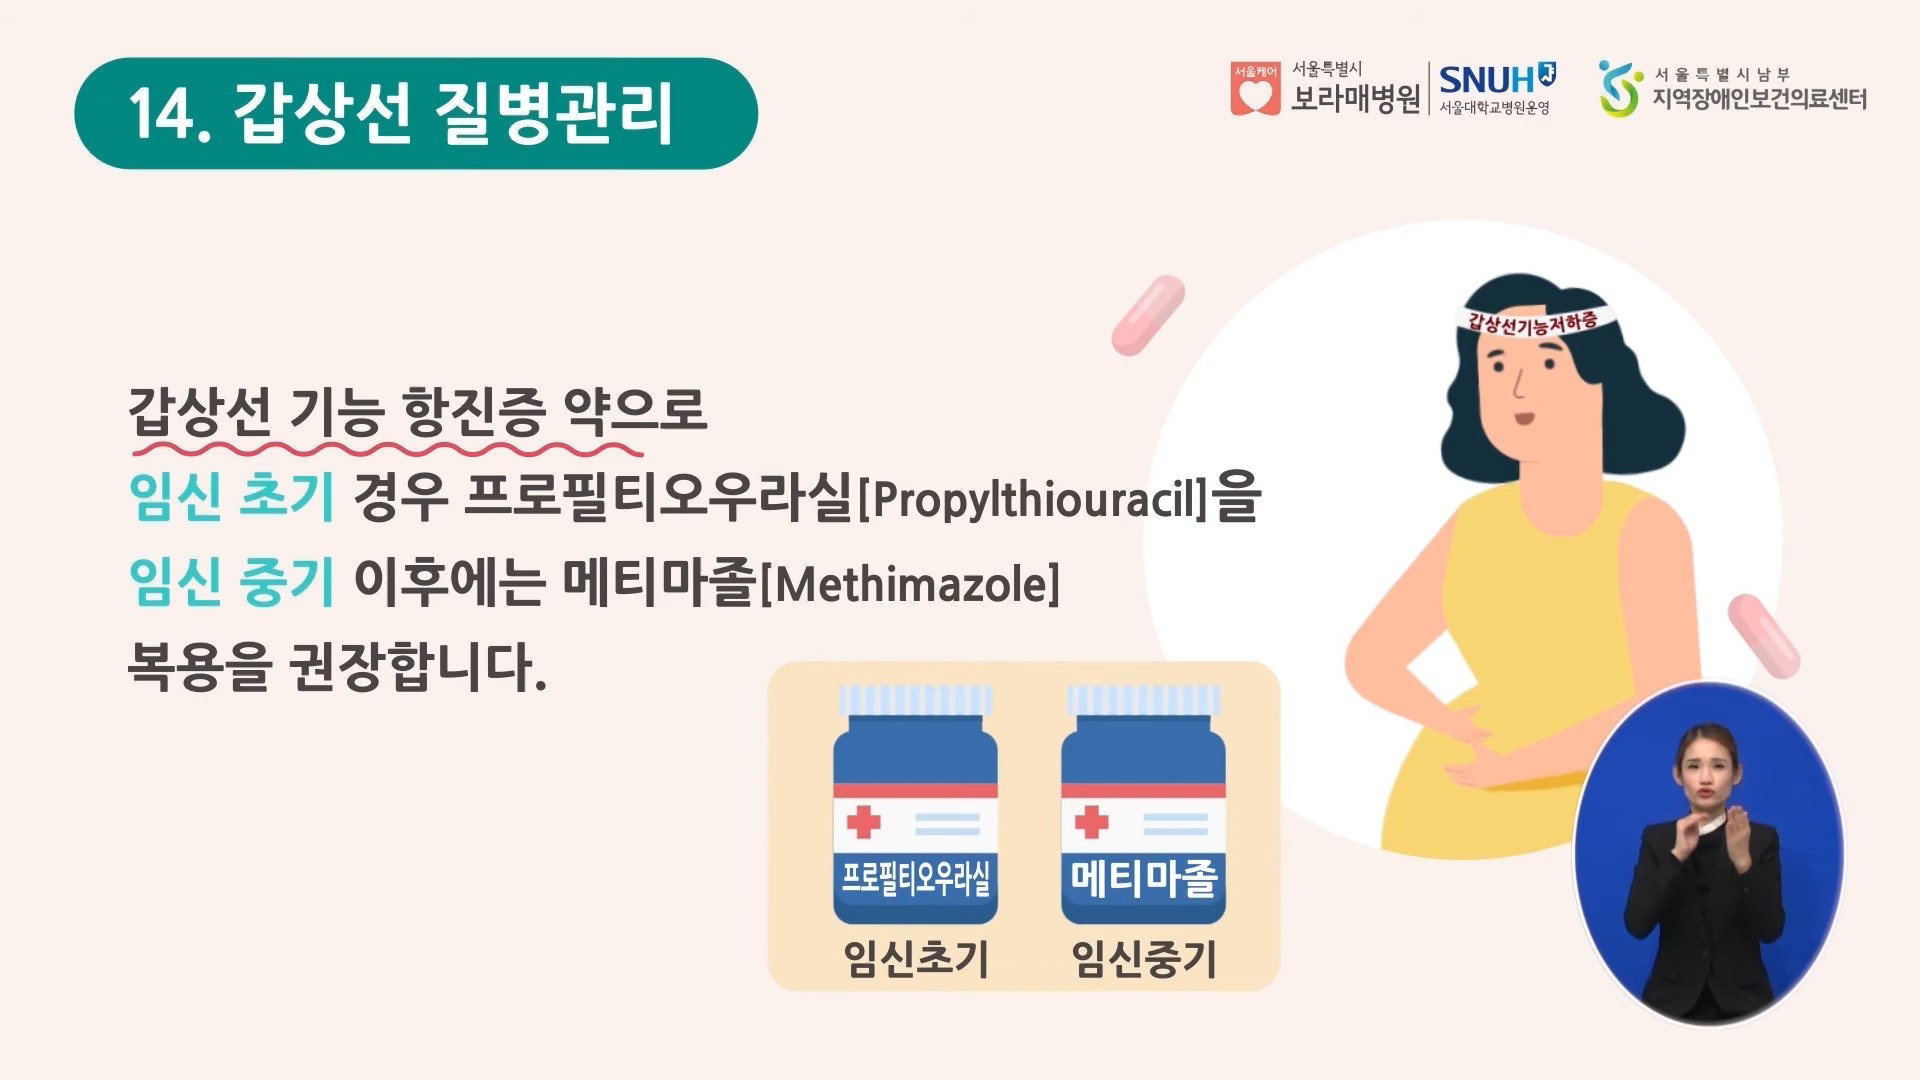 14. 갑상선 질병관리
서울케어
서울특별시
보라매병원
SNUH
서울대학교병원운영
서울특별시남부
지역장애인보건의료센터
갑상선기능저하증
갑상선 기능 항진증 약으로
임신 초기 경우 프로필티오우라실[Propylthiouracil]을
임신 중기 이후에는 메티마졸[Methimazole]
복용을 권장합니다.
프로필티오우라실
메티마졸
임신초기
임신중기